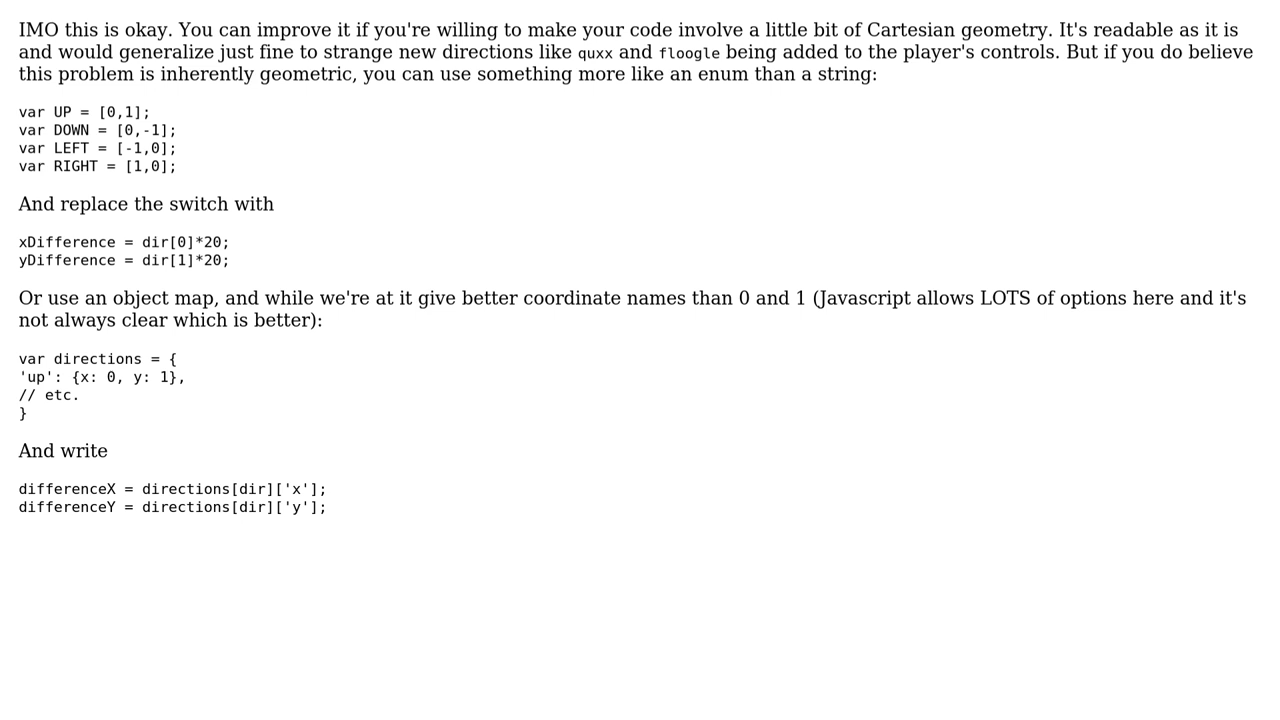 IMO this is okay. You can improve it if you're willing to make your code involve a little bit of Cartesian geometry. It's readable as it is
and would generalize just fine to strange new directions like quxx and floogle being added to the player's controls. But if you do believe
this problem is inherently geometric, you can use something more like an enum than a string:
var UP = [0,1];
var DOWN = [0,-1];
var LEFT = [-1,0];
var RIGHT = [1,0];
And replace the switch with
xDifference = dir[0]*20;
yDifference = dir[1]*20;
Or use an object map, and while we're at it give better coordinate names than 0 and 1 (Javascript allows LOTS of options here and it's
not always clear which is better):
var directions = {
'up': {x: 0, y: 1},
// etc.
}
And write
differenceX = directions[dir]['x'];
differenceY = directions[dir]['y'];